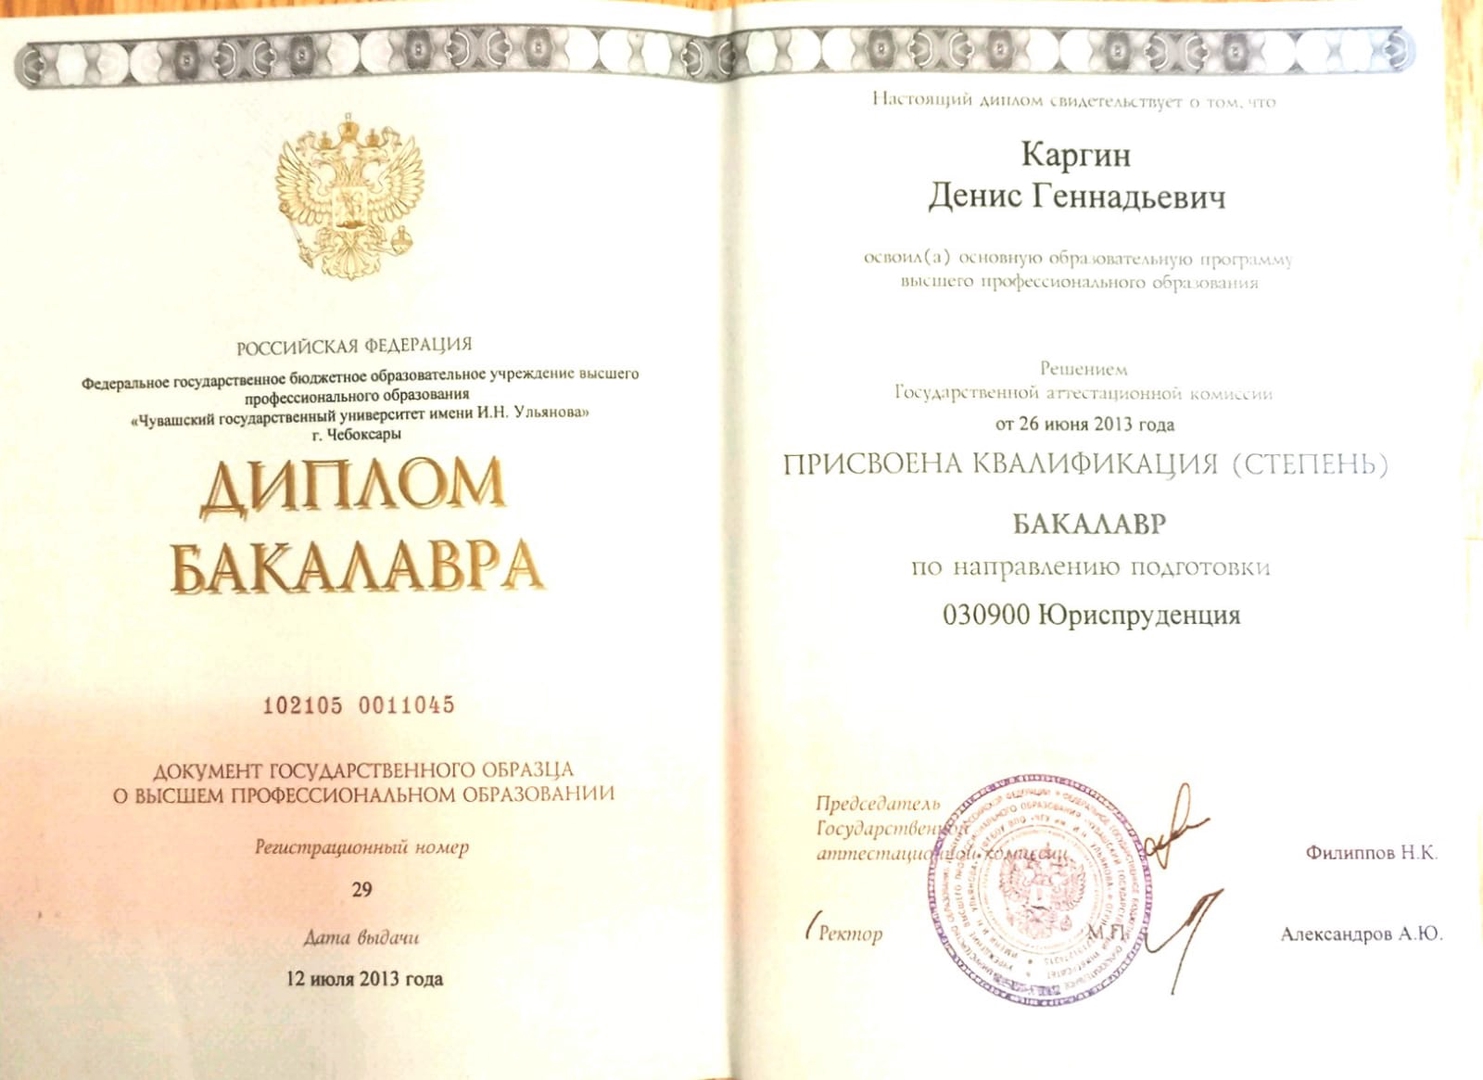 РОССИЙСКАЯ ФЕДЕРАЦИЯ
Федеральное государственное бюджетное образовательное учреждение высшего
профессионального образования
«Чувашский государственный университет имени И.Н. Ульянова»
г. Чебоксары
ДИПЛОМ
БАКАЛАВРА
102105 0011045
ДОКУМЕНТ ГОСУДАРСТВЕННОГО ОБРАЗЦА
О ВЫСШЕМ ПРОФЕССИОНАЛЬНОМ ОБРАЗОВАНИИ
Регистрационный номер
29
Дата выдачи
12 июля 2013 года
Настоящий диплом свидетельствует о том, что
Каргин
Денис Геннадьевич
освоил(а) основную образовательную программу
высшего профессионального образования
Решением
Государственной аттестационной комиссии
от 26 июня 2013 года
ПРИСВОЕНА КВАЛИФИКАЦИЯ (СТЕПЕНЬ)
БАКАЛАВР
по направлению подготовки
030900 Юриспруденция
Председатель
Государственной
аттестационной комиссии
Филиппов Н.К.
Ректор
М.П.
Александров А.Ю.